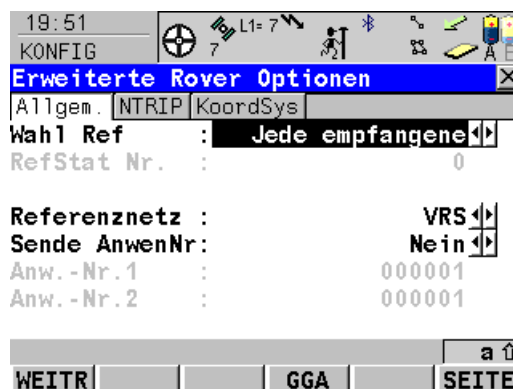 19:51
KONFIG
7
L1= 7
2
A
Erweiterte Rover Optionen
Allgem. NTRIP KoordSys
Wahl Ref : Jede empfangene
RefStat Nr. : 0
Referenznetz : VRS
Sende AnwenNr: Nein
Anw.-Nr.1 : 000001
Anw.-Nr.2 : 000001
a
WEITR GGA SEITE